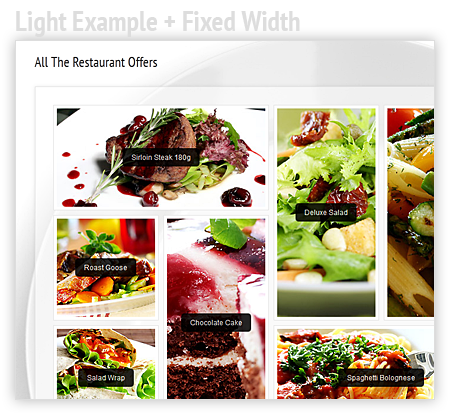 Light Example + Fixed Width
All The Restaurant Offers
Sirloin Steak 180g
Deluxe Salad
Roast Goose
Chocolate Cake
Salad Wrap
Spaghetti Bolognese